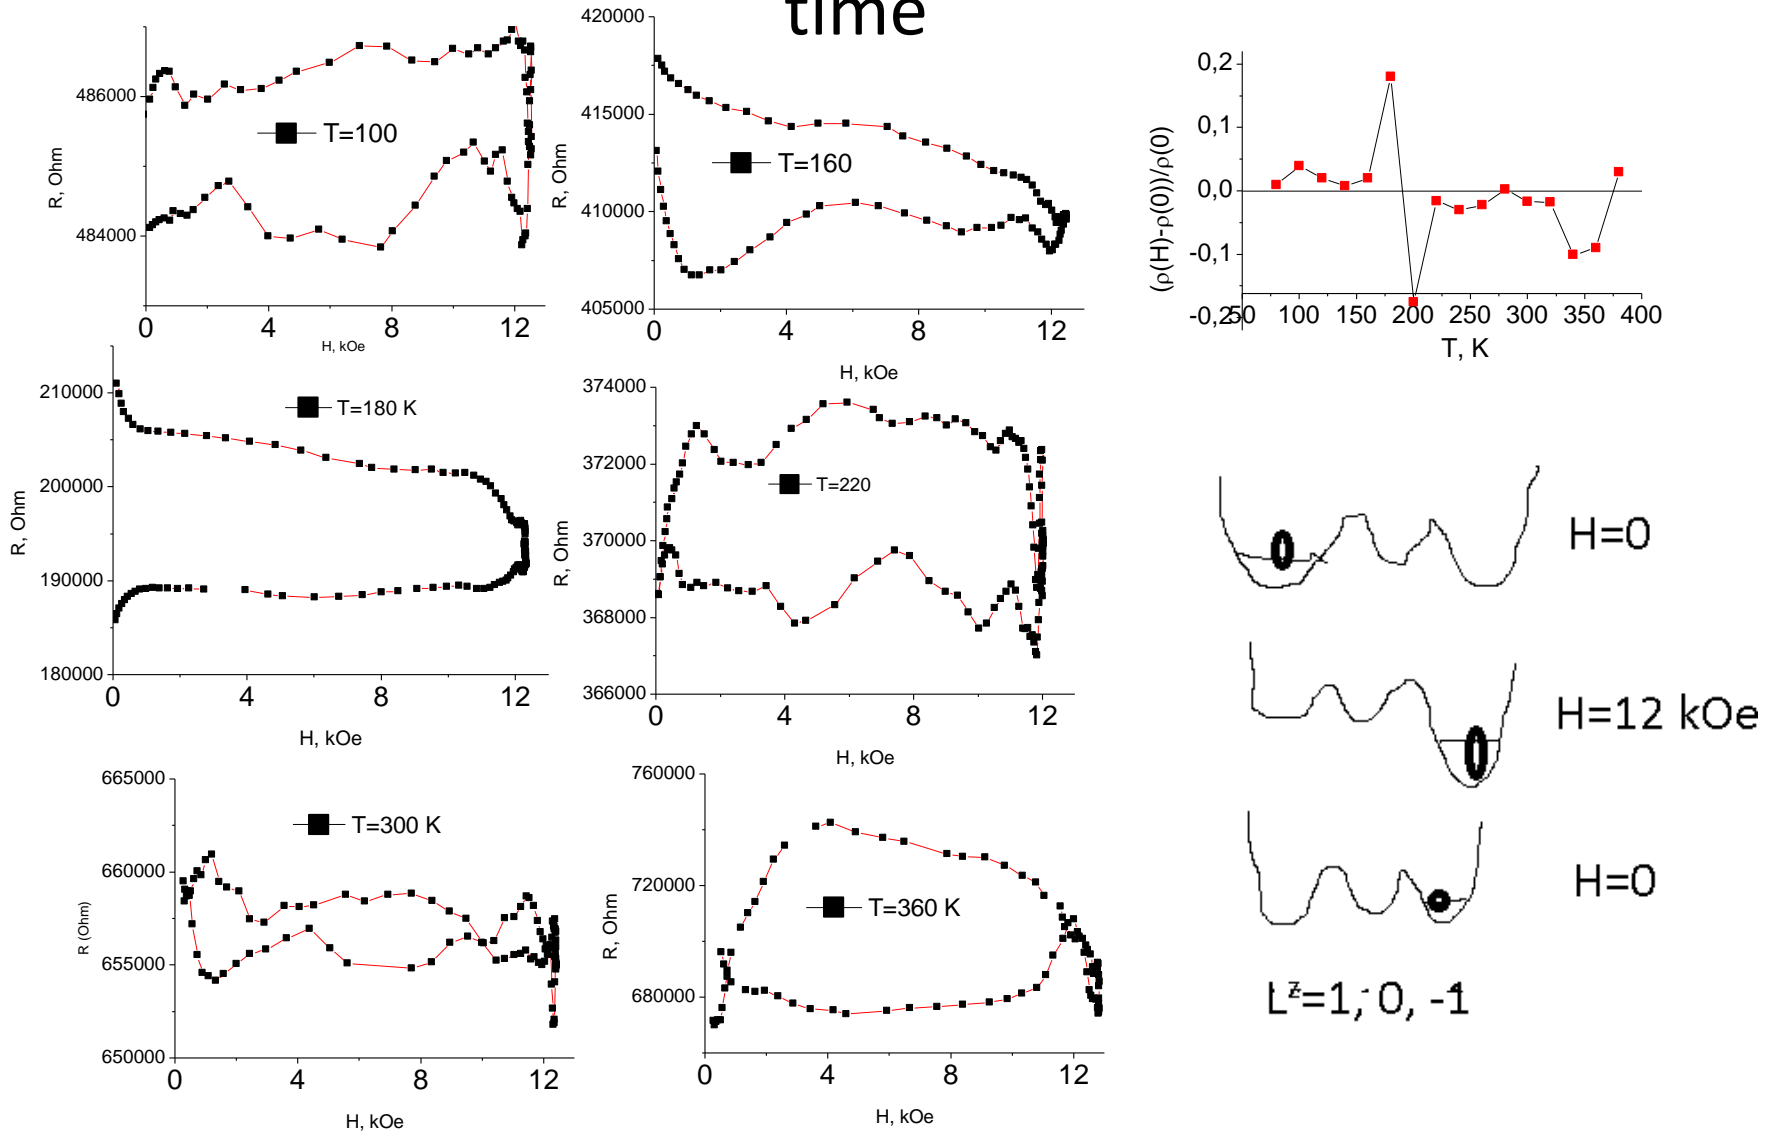 time
486000
484000
R, Ohm
T=100
0 4 8 12
H, kOe
420000
415000
410000
405000
R, Ohm
T=160
0 4 8 12
H, kOe
0,2
0,1
0,0
-0,1
-0,2
(ρ(H)-ρ(0))/ρ(0)
50 100 150 200 250 300 350 400
T, K
210000
200000
190000
180000
R, Ohm
T=180 K
0 4 8 12
H, kOe
374000
372000
370000
368000
366000
R, Ohm
T=220
0 4 8 12
H, kOe
H=0
H=12 kOe
H=0
L^z=1, 0, -1
665000
660000
655000
650000
R (Ohm)
T=300 K
0 4 8 12
H, kOe
760000
720000
680000
R, Ohm
T=360 K
0 4 8 12
H, kOe